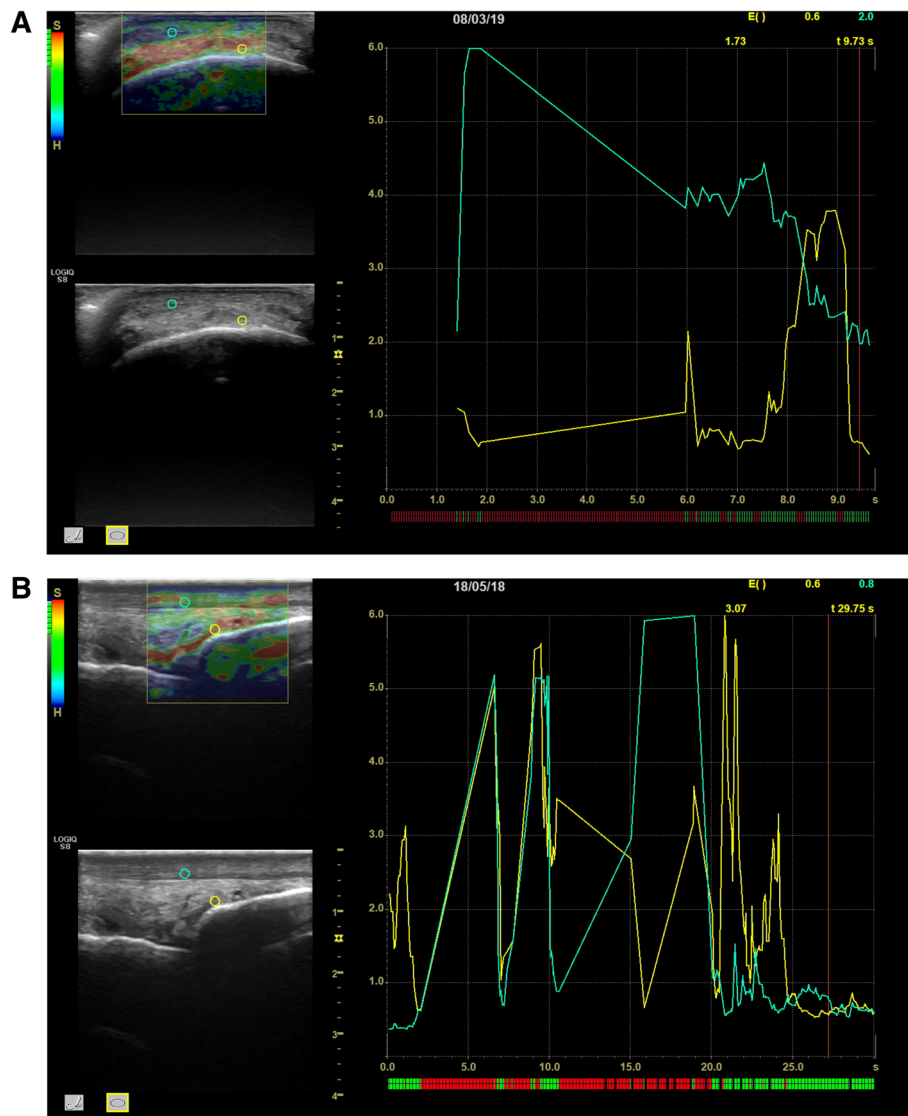 A
S
H
LOGIQ
S8
1
2
3
4
08/03/19
E( ) 0.6 2.0
1.73 t 9.73 s
6.0
5.0
4.0
3.0
2.0
1.0
0.0 1.0 2.0 3.0 4.0 5.0 6.0 7.0 8.0 9.0 s
B
S
H
LOGIQ
S8
1
2
3
4
18/05/18
E( ) 0.6 0.8
3.07 t 29.75 s
6.0
5.0
4.0
3.0
2.0
1.0
0.0 5.0 10.0 15.0 20.0 25.0 s